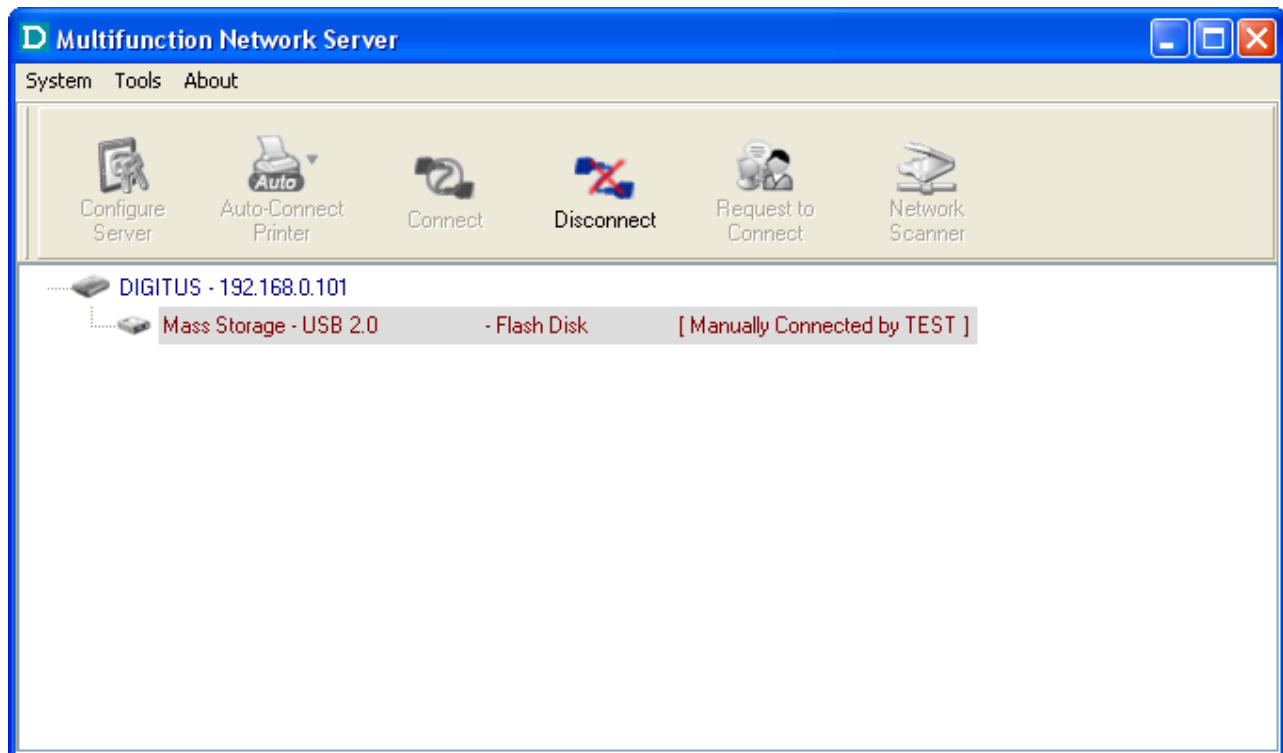 D Multifunction Network Server
System Tools About
Configure Server
Auto
Auto-Connect Printer
Connect
Disconnect
Request to Connect
Network Scanner
DIGITUS - 192.168.0.101
Mass Storage - USB 2.0 - Flash Disk [ Manually Connected by TEST ]